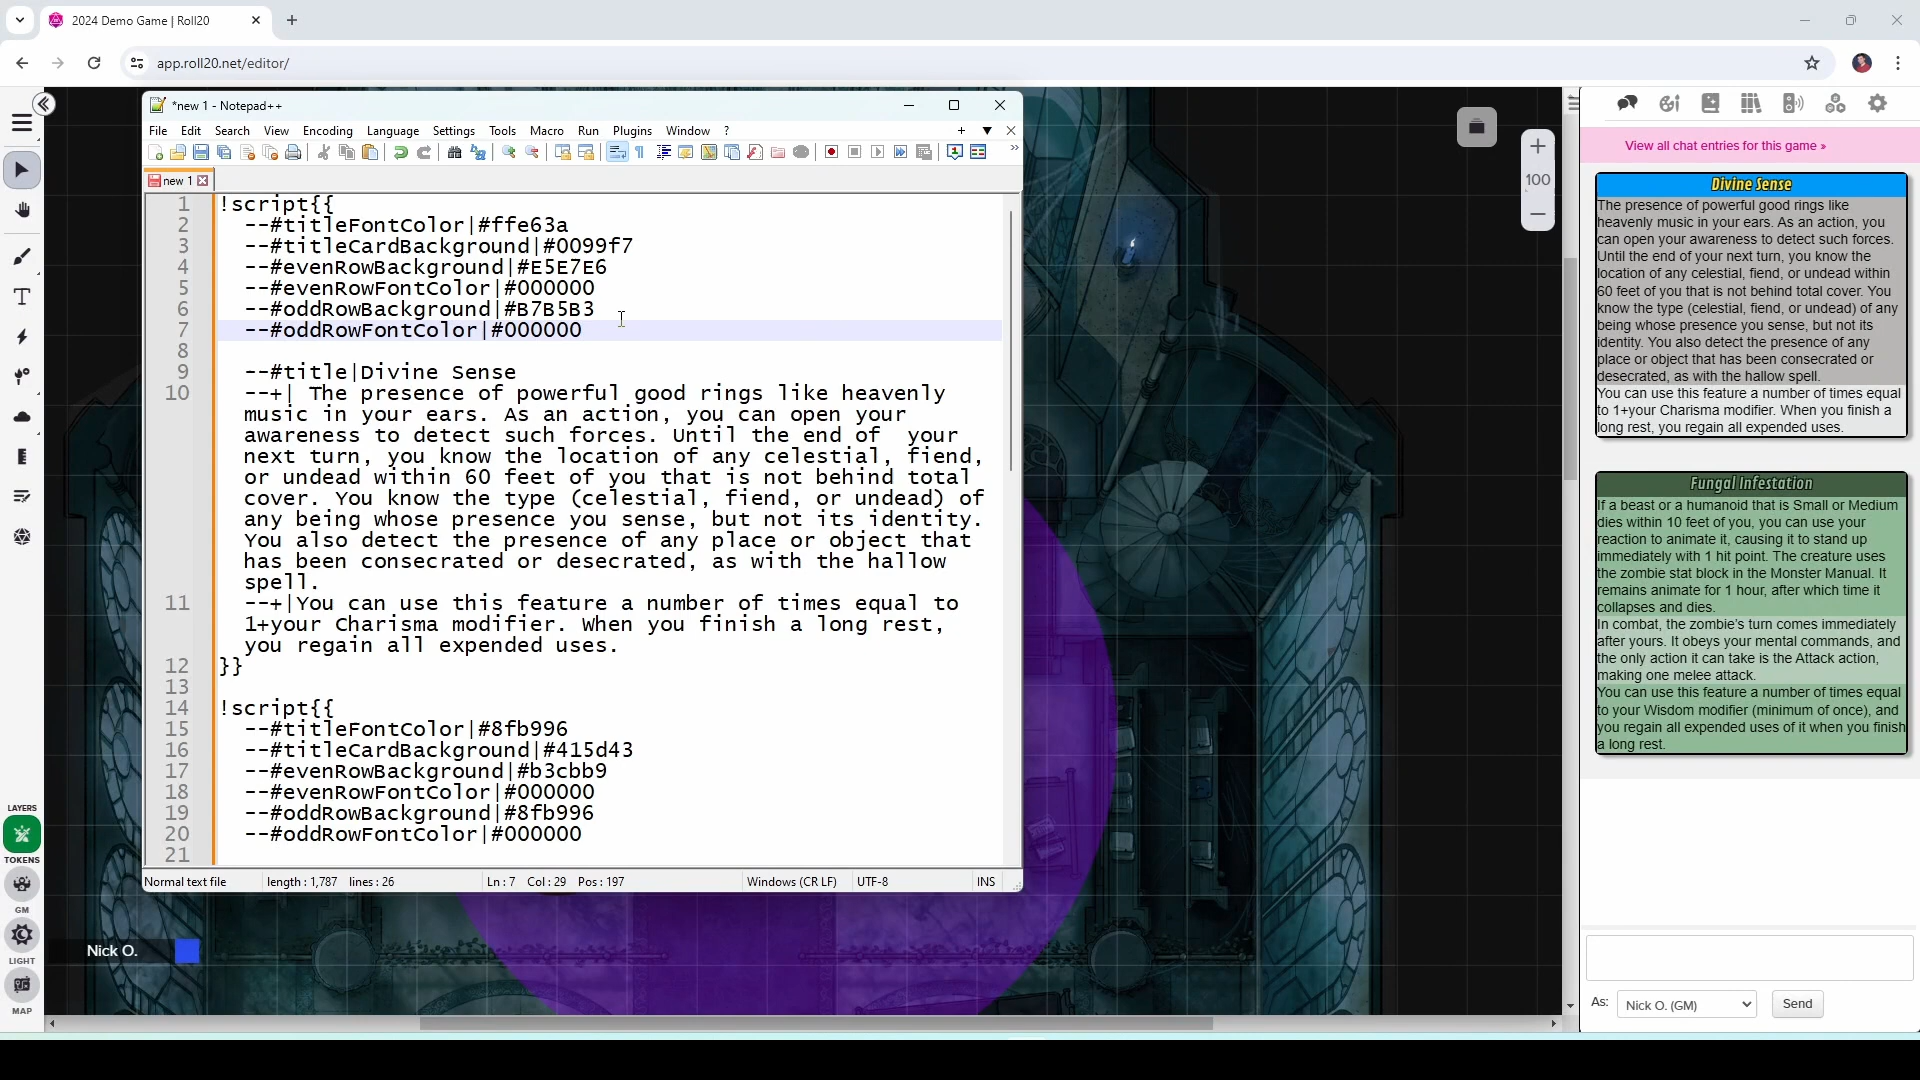 2024 Demo Game | Roll20
app.roll20.net/editor/
*new 1 - Notepad++
File Edit Search View Encoding Language Settings Tools Macro Run Plugins Window ?
new 1
1 !script{{
2 --#titleFontColor|#ffe63a
3 --#titleCardBackground|#0099f7
4 --#evenRowBackground|#E5E7E6
5 --#evenRowFontColor|#000000
6 --#oddRowBackground|#B7B5B3
7 --#oddRowFontColor|#000000
8
9 --#title|Divine Sense
10 --+| The presence of powerful good rings like heavenly
music in your ears. As an action, you can open your
awareness to detect such forces. Until the end of  your
next turn, you know the location of any celestial, fiend,
or undead within 60 feet of you that is not behind total
cover. You know the type (celestial, fiend, or undead) of
any being whose presence you sense, but not its identity.
You also detect the presence of any place or object that
has been consecrated or desecrated, as with the hallow
spell.
11 --+|You can use this feature a number of times equal to
1+your Charisma modifier. When you finish a long rest,
you regain all expended uses.
12 }}
13
14 !script{{
15 --#titleFontColor|#8fb996
16 --#titleCardBackground|#415d43
17 --#evenRowBackground|#b3cbb9
18 --#evenRowFontColor|#000000
19 --#oddRowBackground|#8fb996
20 --#oddRowFontColor|#000000
21
Normal text file length : 1,787 lines : 26 Ln : 7 Col : 29 Pos : 197 Windows (CR LF) UTF-8 INS
LAYERS
TOKENS
GM
LIGHT
MAP
Nick O.
100
View all chat entries for this game »
Divine Sense
The presence of powerful good rings like
heavenly music in your ears. As an action, you
can open your awareness to detect such forces.
Until the end of your next turn, you know the
location of any celestial, fiend, or undead within
60 feet of you that is not behind total cover. You
know the type (celestial, fiend, or undead) of any
being whose presence you sense, but not its
identity. You also detect the presence of any
place or object that has been consecrated or
desecrated, as with the hallow spell.
You can use this feature a number of times equal
to 1+your Charisma modifier. When you finish a
long rest, you regain all expended uses.
Fungal Infestation
If a beast or a humanoid that is Small or Medium
dies within 10 feet of you, you can use your
reaction to animate it, causing it to stand up
immediately with 1 hit point. The creature uses
the zombie stat block in the Monster Manual. It
remains animate for 1 hour, after which time it
collapses and dies.
In combat, the zombie's turn comes immediately
after yours. It obeys your mental commands, and
the only action it can take is the Attack action,
making one melee attack.
You can use this feature a number of times equal
to your Wisdom modifier (minimum of once), and
you regain all expended uses of it when you finish
a long rest.
As: Nick O. (GM) Send